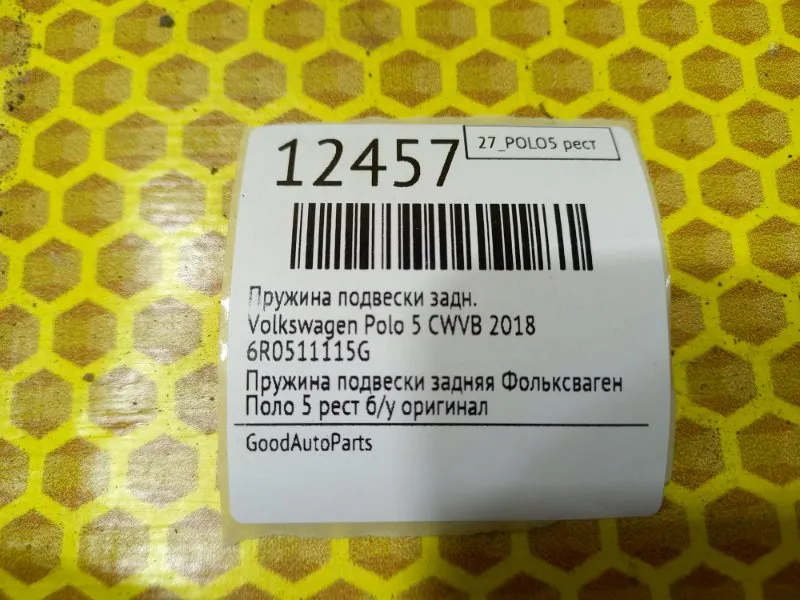 12457
27_POLO5 рест
Пружина подвески задн.
Volkswagen Polo 5 CWVB 2018
6R0511115G
Пружина подвески задняя Фольксваген
Поло 5 рест б/у оригинал
GoodAutoParts